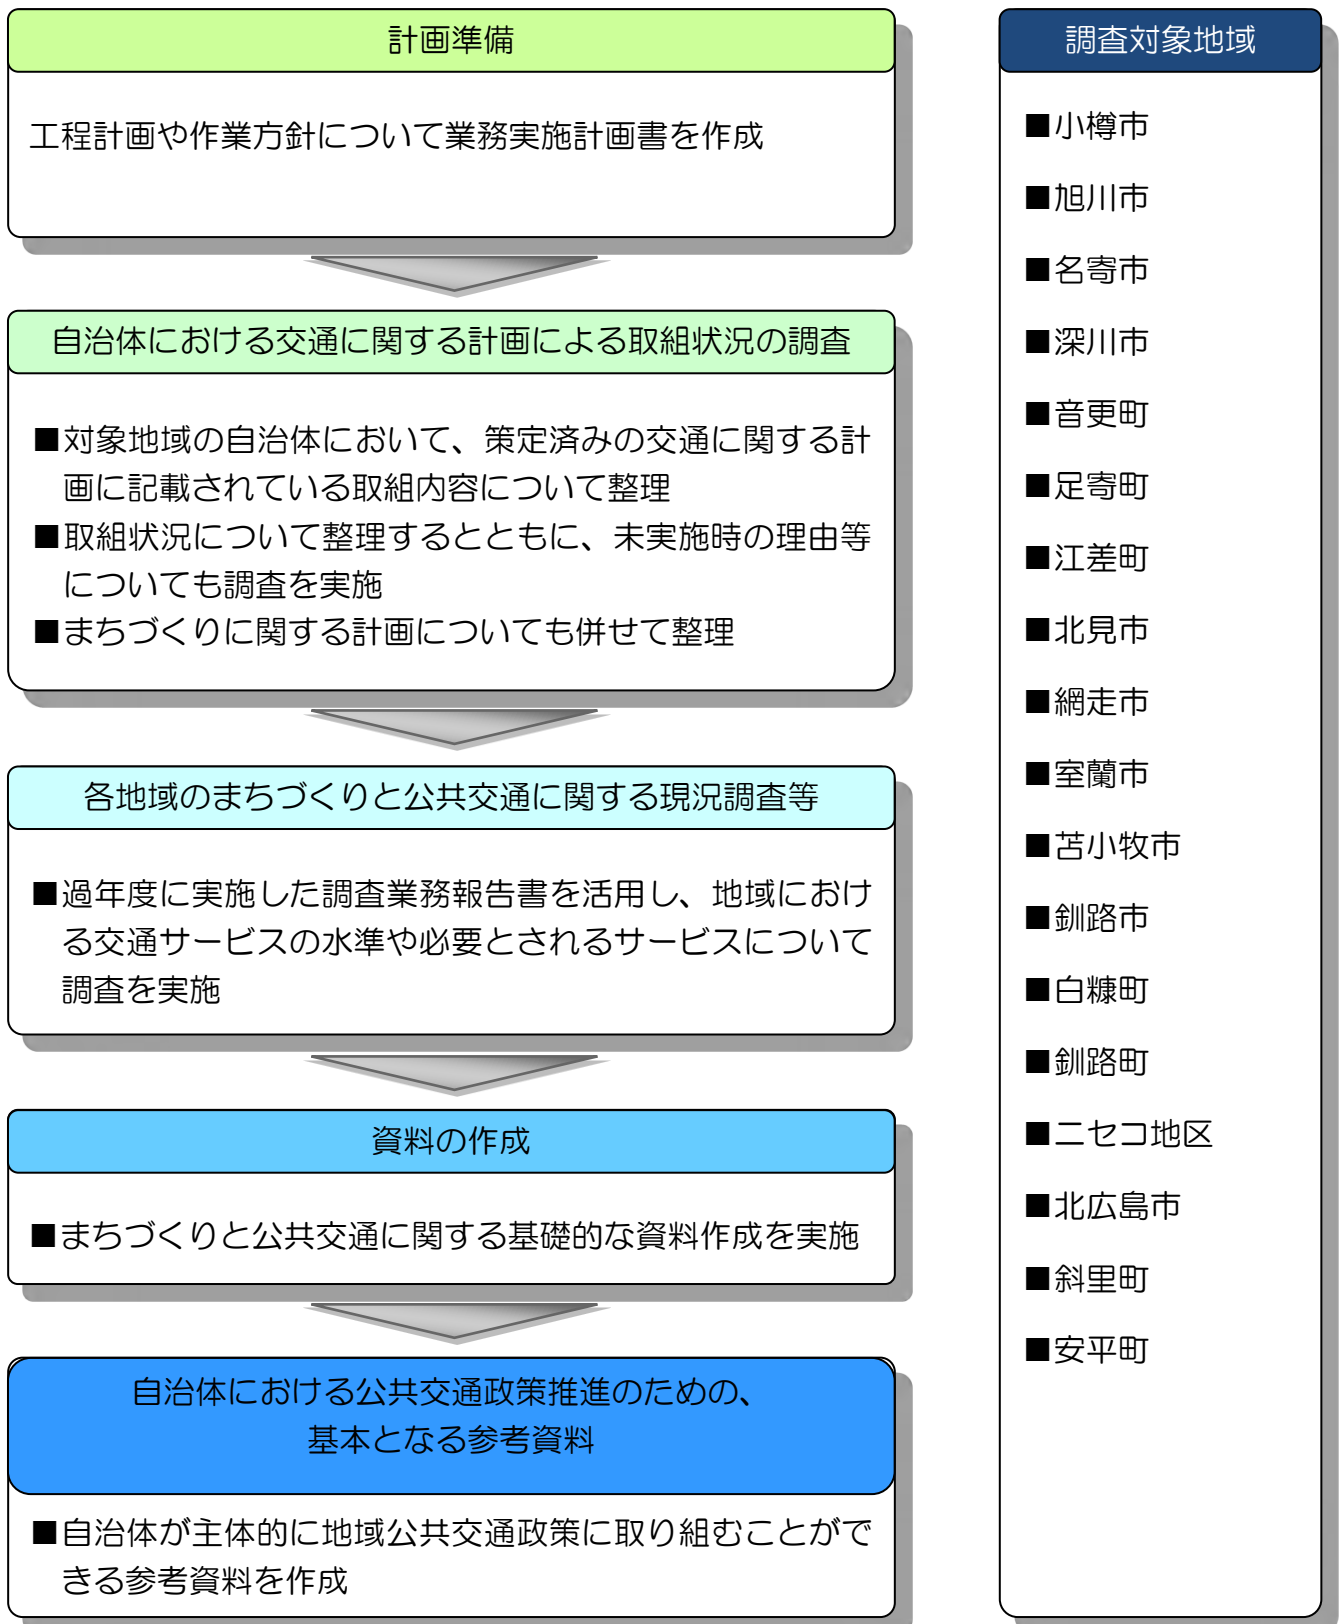 計画準備
工程計画や作業方針について業務実施計画書を作成
自治体における交通に関する計画による取組状況の調査
■対象地域の自治体において、策定済みの交通に関する計
画に記載されている取組内容について整理
■取組状況について整理するとともに、未実施時の理由等
についても調査を実施
■まちづくりに関する計画についても併せて整理
各地域のまちづくりと公共交通に関する現況調査等
■過年度に実施した調査業務報告書を活用し、地域におけ
る交通サービスの水準や必要とされるサービスについて
調査を実施
資料の作成
■まちづくりと公共交通に関する基礎的な資料作成を実施
自治体における公共交通政策推進のための、
基本となる参考資料
■自治体が主体的に地域公共交通政策に取り組むことがで
きる参考資料を作成
調査対象地域
■小樽市
■旭川市
■名寄市
■深川市
■音更町
■足寄町
■江差町
■北見市
■網走市
■室蘭市
■苫小牧市
■釧路市
■白糠町
■釧路町
■ニセコ地区
■北広島市
■斜里町
■安平町